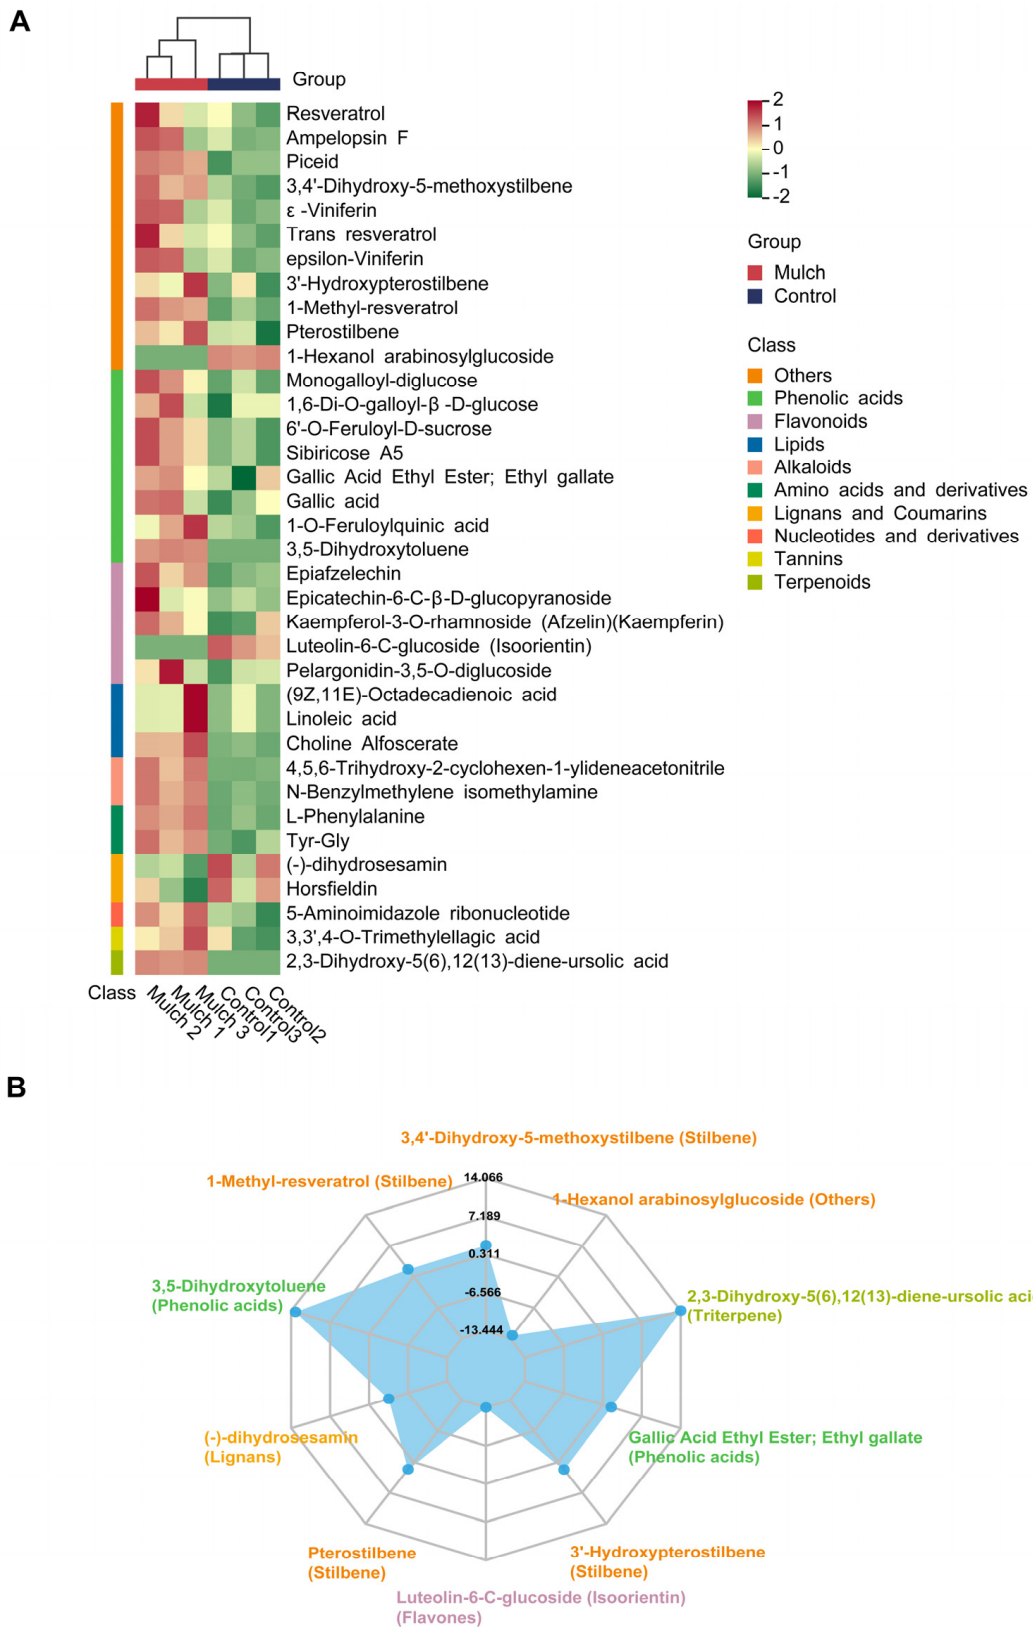 A
Group
Resveratrol
Ampelopsin F
Piceid
3,4'-Dihydroxy-5-methoxystilbene
ε -Viniferin
Trans resveratrol
epsilon-Viniferin
3'-Hydroxypterostilbene
1-Methyl-resveratrol
Pterostilbene
1-Hexanol arabinosylglucoside
Monogalloyl-diglucose
1,6-Di-O-galloyl-β -D-glucose
6'-O-Feruloyl-D-sucrose
Sibiricose A5
Gallic Acid Ethyl Ester; Ethyl gallate
Gallic acid
1-O-Feruloylquinic acid
3,5-Dihydroxytoluene
Epiafzelechin
Epicatechin-6-C-β-D-glucopyranoside
Kaempferol-3-O-rhamnoside (Afzelin)(Kaempferin)
Luteolin-6-C-glucoside (Isoorientin)
Pelargonidin-3,5-O-diglucoside
(9Z,11E)-Octadecadienoic acid
Linoleic acid
Choline Alfoscerate
4,5,6-Trihydroxy-2-cyclohexen-1-ylideneacetonitrile
N-Benzylmethylene isomethylamine
L-Phenylalanine
Tyr-Gly
(-)-dihydrosesamin
Horsfieldin
5-Aminoimidazole ribonucleotide
3,3',4-O-Trimethylellagic acid
2,3-Dihydroxy-5(6),12(13)-diene-ursolic acid
Class
Mulch 2
Mulch 1
Mulch 3
Control1
Control3
Control2
2
1
0
-1
-2
Group
Mulch
Control
Class
Others
Phenolic acids
Flavonoids
Lipids
Alkaloids
Amino acids and derivatives
Lignans and Coumarins
Nucleotides and derivatives
Tannins
Terpenoids
B
3,4'-Dihydroxy-5-methoxystilbene (Stilbene)
1-Methyl-resveratrol (Stilbene)
14.066
1-Hexanol arabinosylglucoside (Others)
7.189
0.311
3,5-Dihydroxytoluene
(Phenolic acids)
-6.566
2,3-Dihydroxy-5(6),12(13)-diene-ursolic aci
(Triterpene)
-13.444
(-)-dihydrosesamin
(Lignans)
Gallic Acid Ethyl Ester; Ethyl gallate
(Phenolic acids)
Pterostilbene
(Stilbene)
3'-Hydroxypterostilbene
(Stilbene)
Luteolin-6-C-glucoside (Isoorientin)
(Flavones)